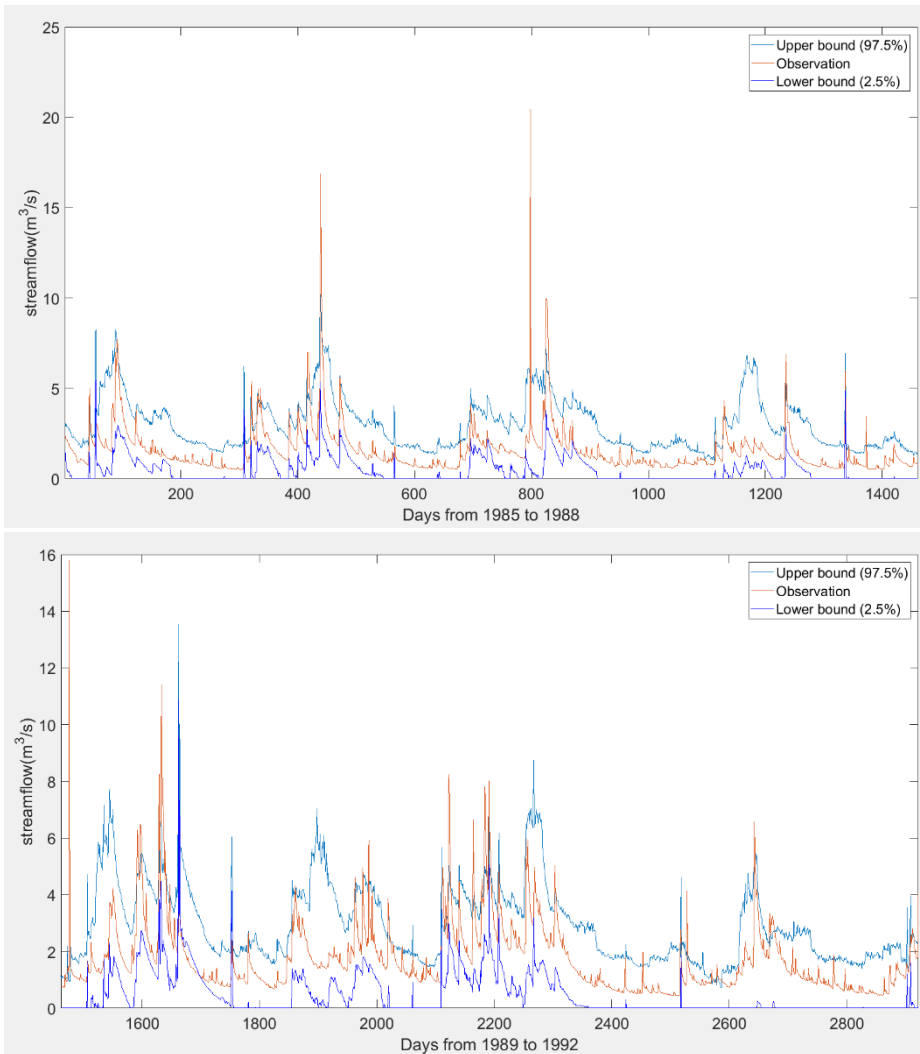 25
20
15
10
5
0
streamflow(m³/s)
Upper bound (97.5%)
Observation
Lower bound (2.5%)
200 400 600 800 1000 1200 1400
Days from 1985 to 1988
16
14
12
10
8
6
4
2
0
streamflow(m³/s)
Upper bound (97.5%)
Observation
Lower bound (2.5%)
1600 1800 2000 2200 2400 2600 2800
Days from 1989 to 1992